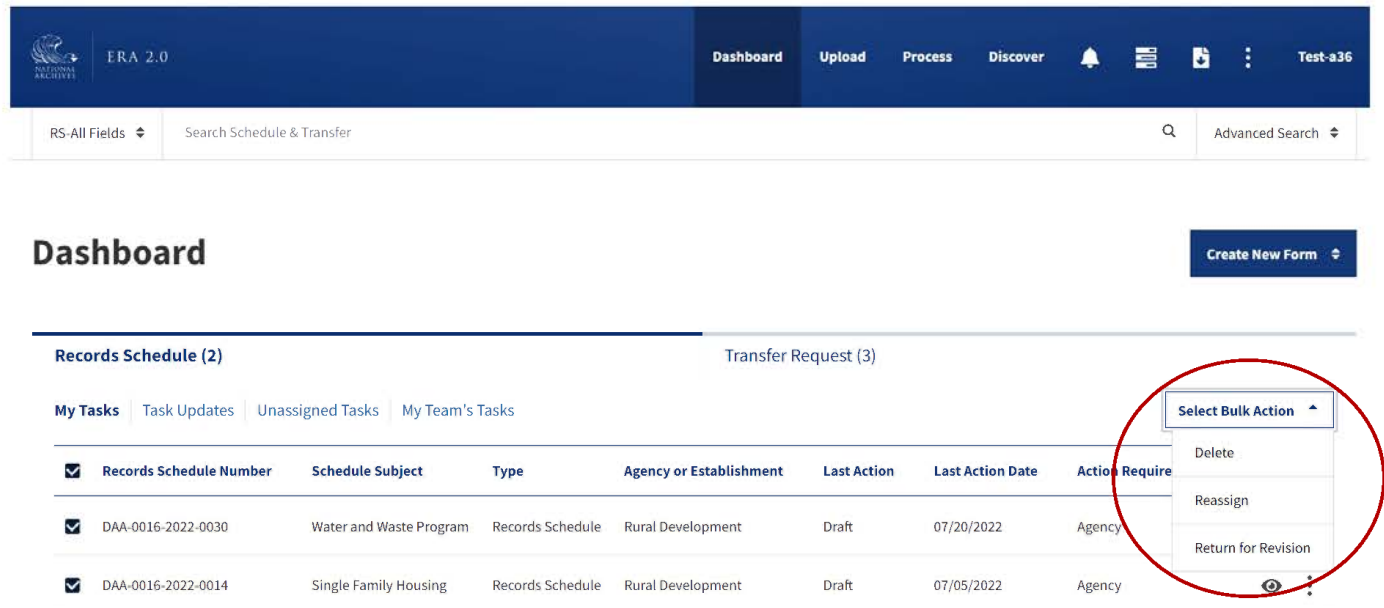 NATIONAL ARCHIVES ERA 2.0 Dashboard Upload Process Discover Test-a36
RS-All Fields Search Schedule & Transfer Advanced Search
Dashboard
Create New Form
Records Schedule (2) Transfer Request (3)
My Tasks Task Updates Unassigned Tasks My Team's Tasks Select Bulk Action
Delete
Records Schedule Number Schedule Subject Type Agency or Establishment Last Action Last Action Date Action Require
Reassign
DAA-0016-2022-0030 Water and Waste Program Records Schedule Rural Development Draft 07/20/2022 Agency
Return for Revision
DAA-0016-2022-0014 Single Family Housing Records Schedule Rural Development Draft 07/05/2022 Agency